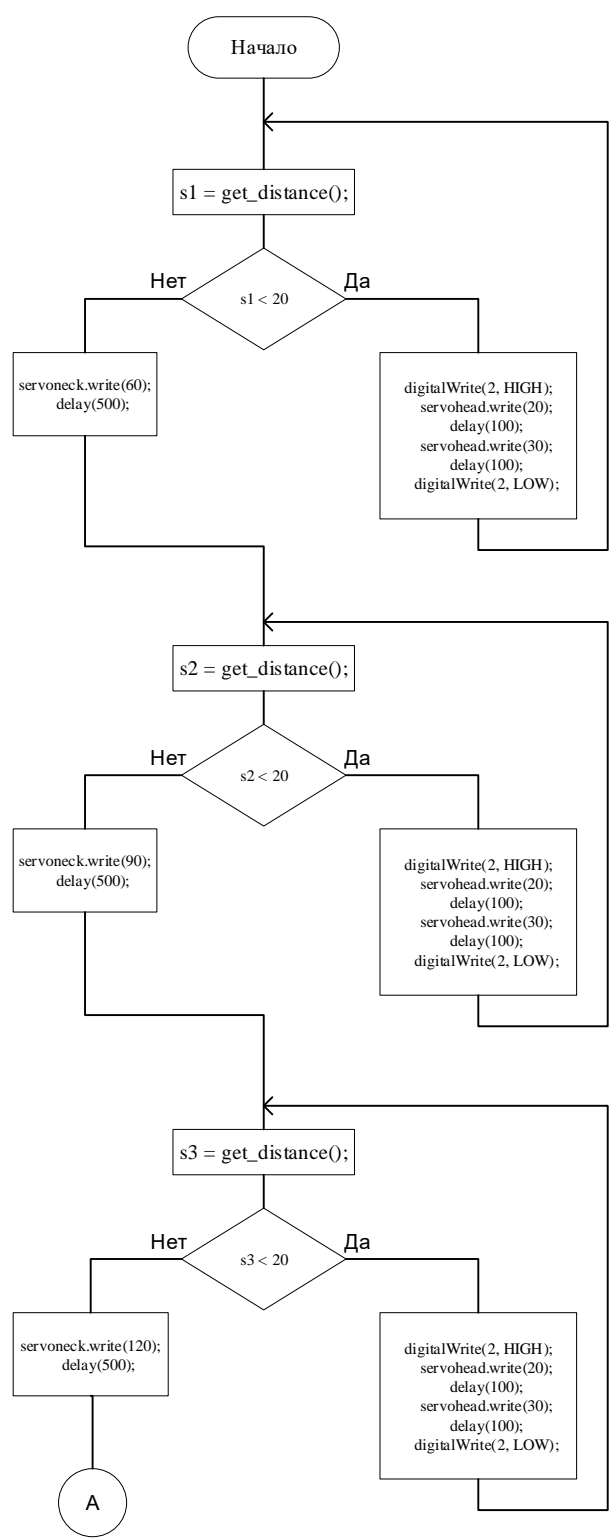 Начало
s1 = get_distance();
Нет
Да
s1 < 20
servoneck.write(60);
delay(500);
digitalWrite(2, HIGH);
servohead.write(20);
delay(100);
servohead.write(30);
delay(100);
digitalWrite(2, LOW);
s2 = get_distance();
Нет
Да
s2 < 20
servoneck.write(90);
delay(500);
digitalWrite(2, HIGH);
servohead.write(20);
delay(100);
servohead.write(30);
delay(100);
digitalWrite(2, LOW);
s3 = get_distance();
Нет
Да
s3 < 20
servoneck.write(120);
delay(500);
digitalWrite(2, HIGH);
servohead.write(20);
delay(100);
servohead.write(30);
delay(100);
digitalWrite(2, LOW);
А